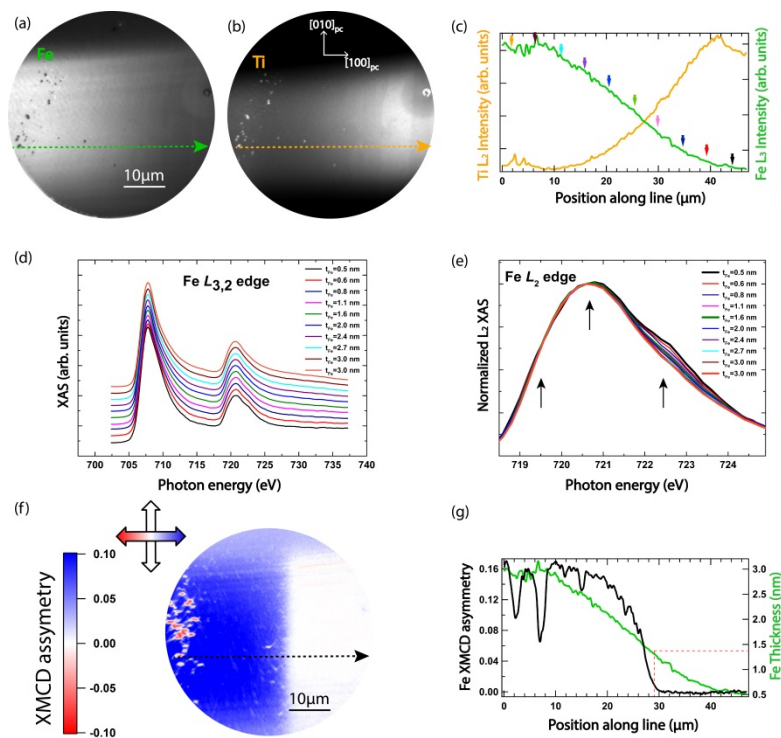 (a)
Fe
10μm
(b)
[010]pc
[100]pc
Ti
(c)
Ti L₂ Intensity (arb. units)
0
10
20
30
40
Position along line (μm)
Fe L₃ Intensity (arb. units)
(d)
Fe L3,2 edge
XAS (arb. units)
tFe=0.5 nm
tFe=0.6 nm
tFe=0.8 nm
tFe=1.1 nm
tFe=1.6 nm
tFe=2.0 nm
tFe=2.4 nm
tFe=2.7 nm
tFe=3.0 nm
tFe=3.0 nm
700
705
710
715
720
725
730
735
740
Photon energy (eV)
(e)
Fe L2 edge
Normalized L₂ XAS
tFe=0.5 nm
tFe=0.6 nm
tFe=0.8 nm
tFe=1.1 nm
tFe=1.6 nm
tFe=2.0 nm
tFe=2.4 nm
tFe=2.7 nm
tFe=3.0 nm
tFe=3.0 nm
719
720
721
722
723
724
Photon energy (eV)
(f)
XMCD assymetry
0.10
0.05
0.00
-0.05
-0.10
10μm
(g)
Fe XMCD asymmetry
0.16
0.12
0.08
0.04
0.00
0
10
20
30
40
Position along line (μm)
3.0
2.5
2.0
1.5
1.0
0.5
Fe Thickness (nm)